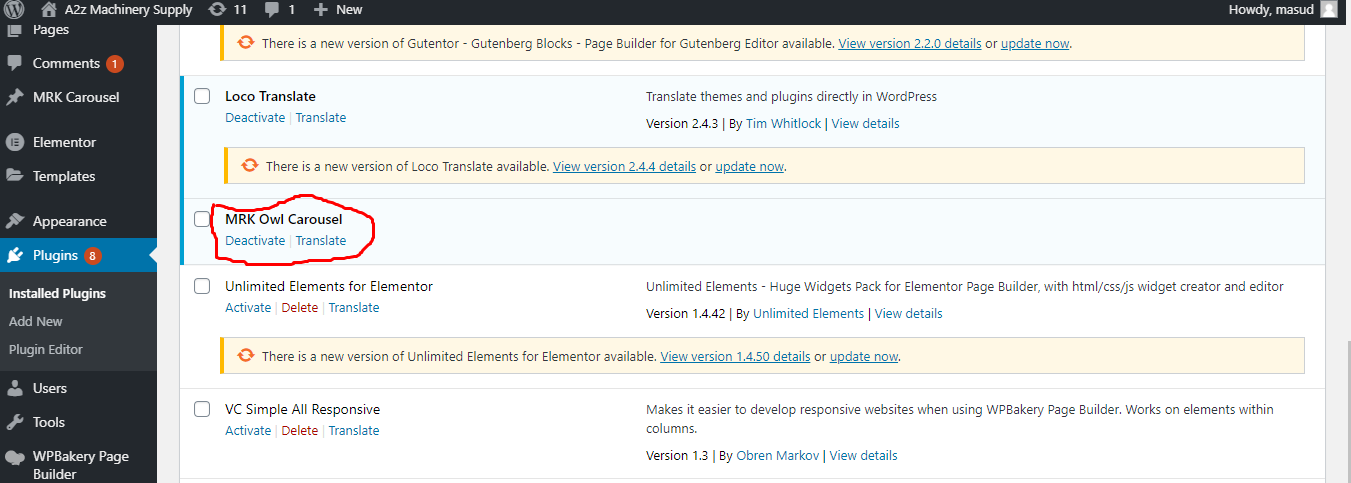 A2z Machinery Supply 11 1 New Howdy, masud
Pages
Comments 1
MRK Carousel
Elementor
Templates
Appearance
Plugins 8
Installed Plugins
Add New
Plugin Editor
Users
Tools
WPBakery Page
Builder
There is a new version of Gutentor - Gutenberg Blocks - Page Builder for Gutenberg Editor available. View version 2.2.0 details or update now.
Loco Translate
Deactivate | Translate
Translate themes and plugins directly in WordPress
Version 2.4.3 | By Tim Whitlock | View details
There is a new version of Loco Translate available. View version 2.4.4 details or update now.
MRK Owl Carousel
Deactivate | Translate
Unlimited Elements for Elementor
Activate | Delete | Translate
Unlimited Elements - Huge Widgets Pack for Elementor Page Builder, with html/css/js widget creator and editor
Version 1.4.42 | By Unlimited Elements | View details
There is a new version of Unlimited Elements for Elementor available. View version 1.4.50 details or update now.
VC Simple All Responsive
Activate | Delete | Translate
Makes it easier to develop responsive websites when using WPBakery Page Builder. Works on elements within
columns.
Version 1.3 | By Obren Markov | View details